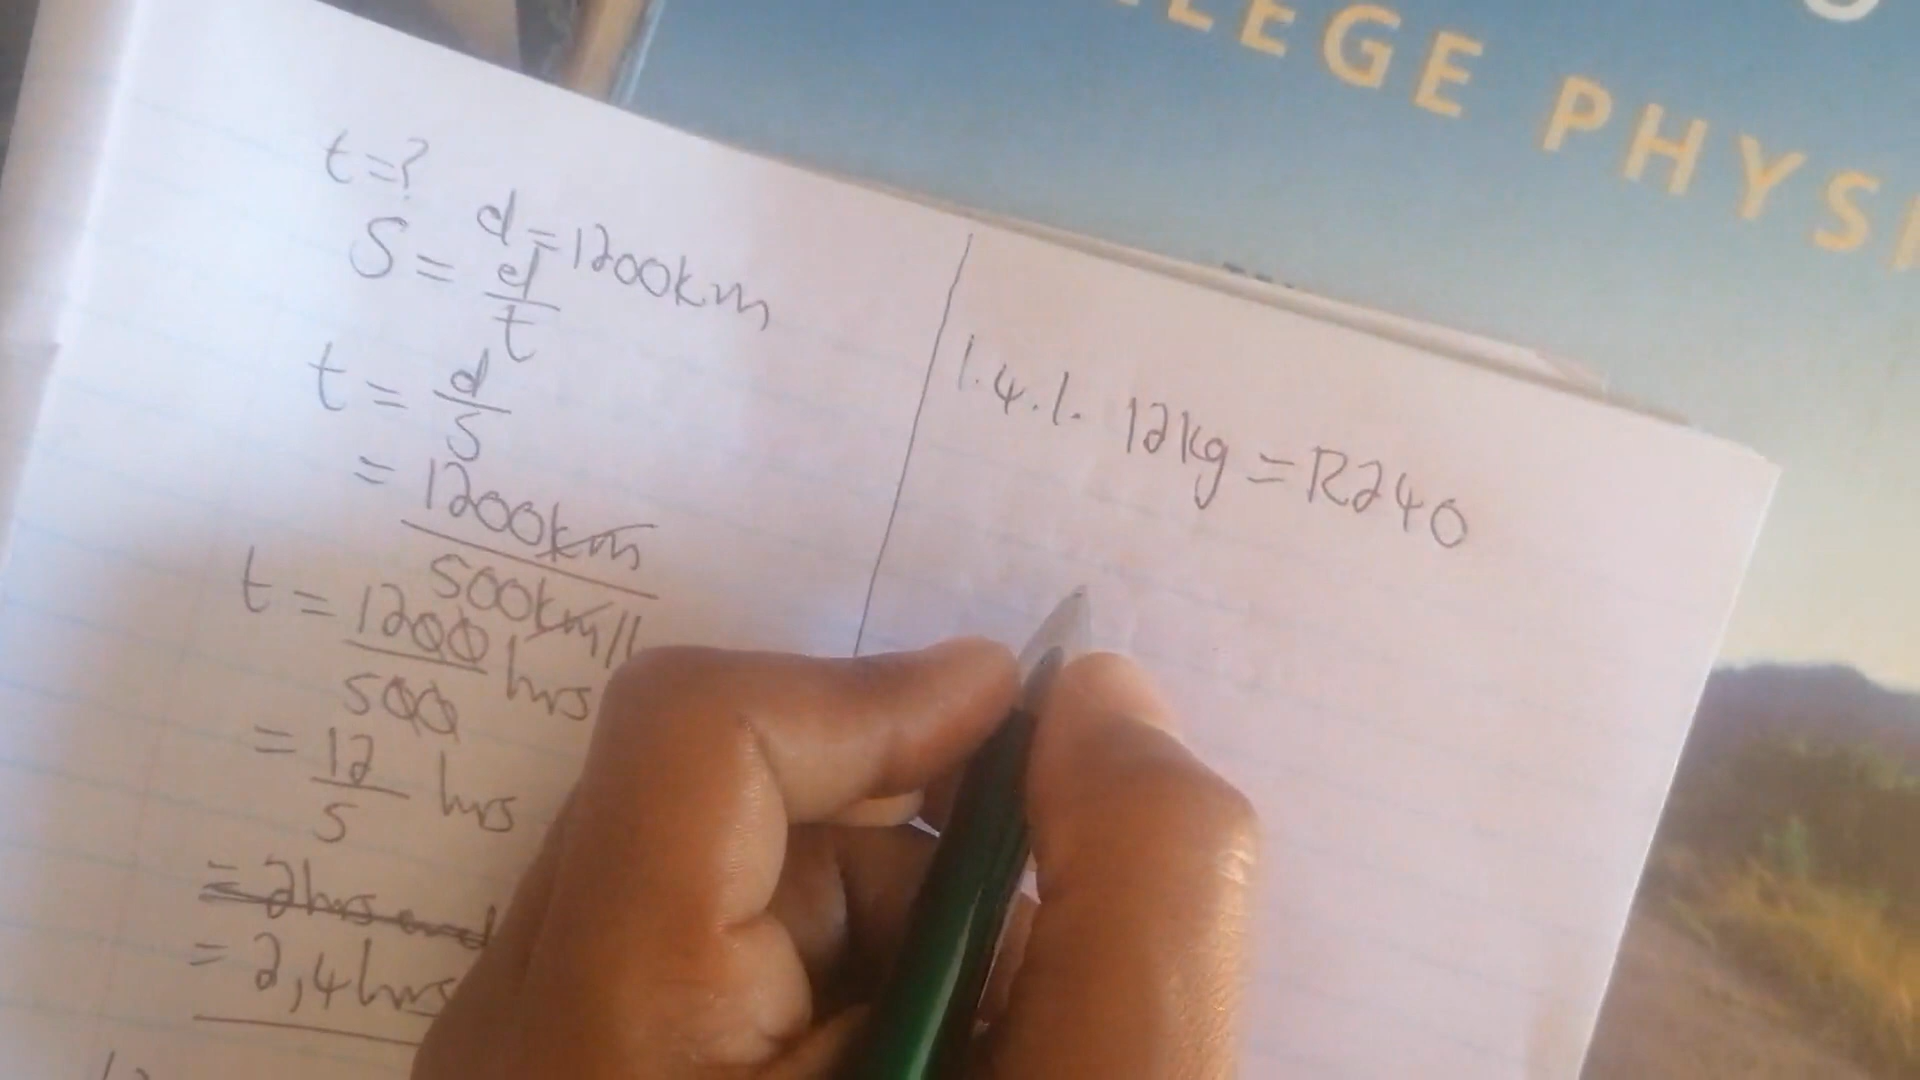 LEGE PHYSI
t = ?
d = 1200km
S = d/t
t = d/S
= 1200km/500km/h
t = 1200/500 hrs
= 12/5 hrs
= 2hrs and
= 2,4hrs
1.4.1. 12kg = R240